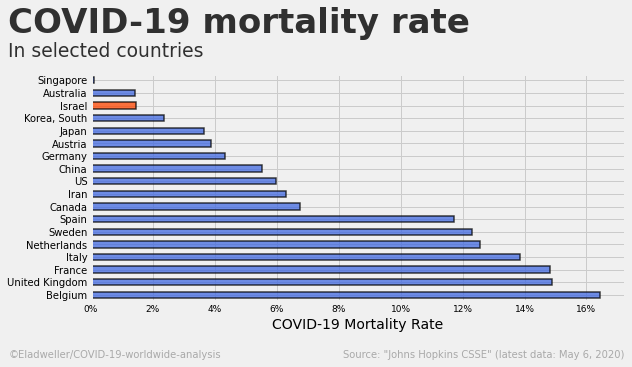 COVID-19 mortality rate
In selected countries
Singapore
Australia
Israel
Korea, South
Japan
Austria
Germany
China
US
Iran
Canada
Spain
Sweden
Netherlands
Italy
France
United Kingdom
Belgium
0% 2% 4% 6% 8% 10% 12% 14% 16%
COVID-19 Mortality Rate
©Eladweller/COVID-19-worldwide-analysis Source: "Johns Hopkins CSSE" (latest data: May 6, 2020)